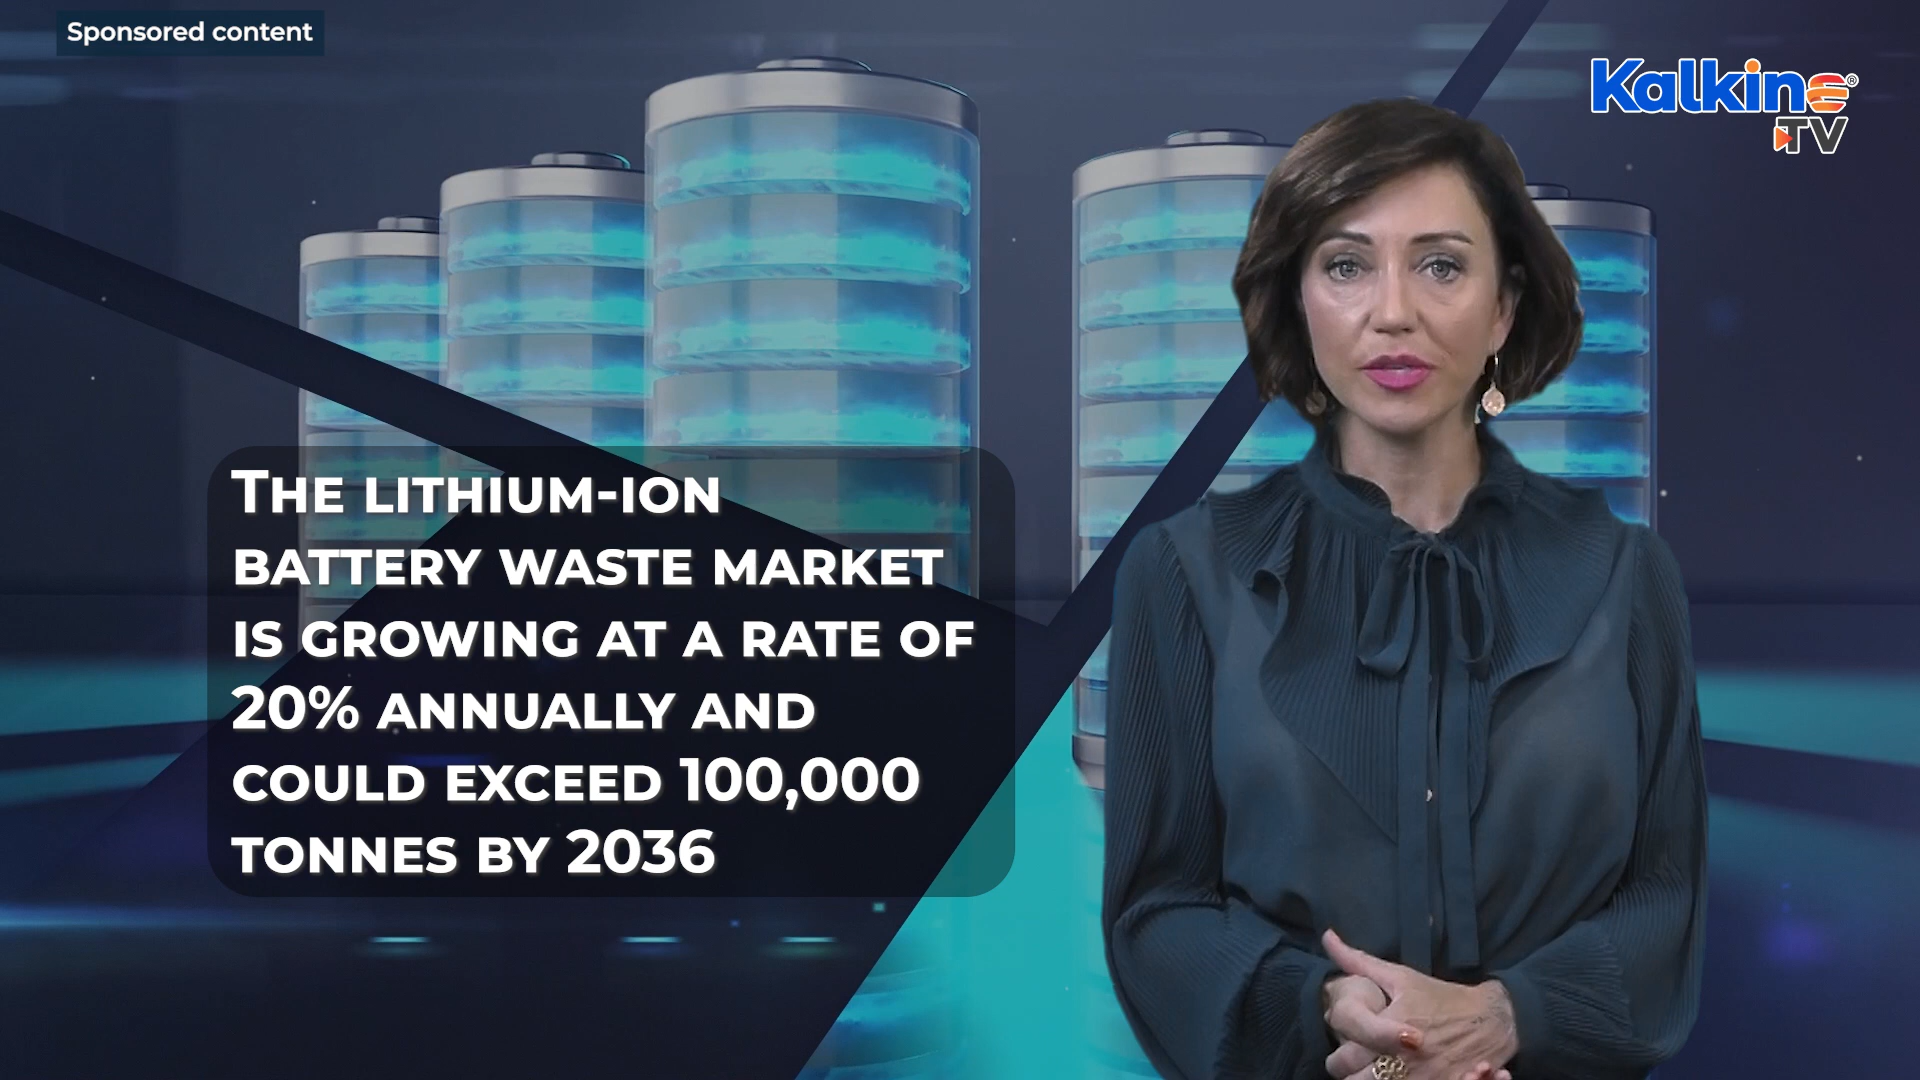 Sponsored content
Kalkine®
TV
The lithium-ion
battery waste market
is growing at a rate of
20% annually and
could exceed 100,000
tonnes by 2036